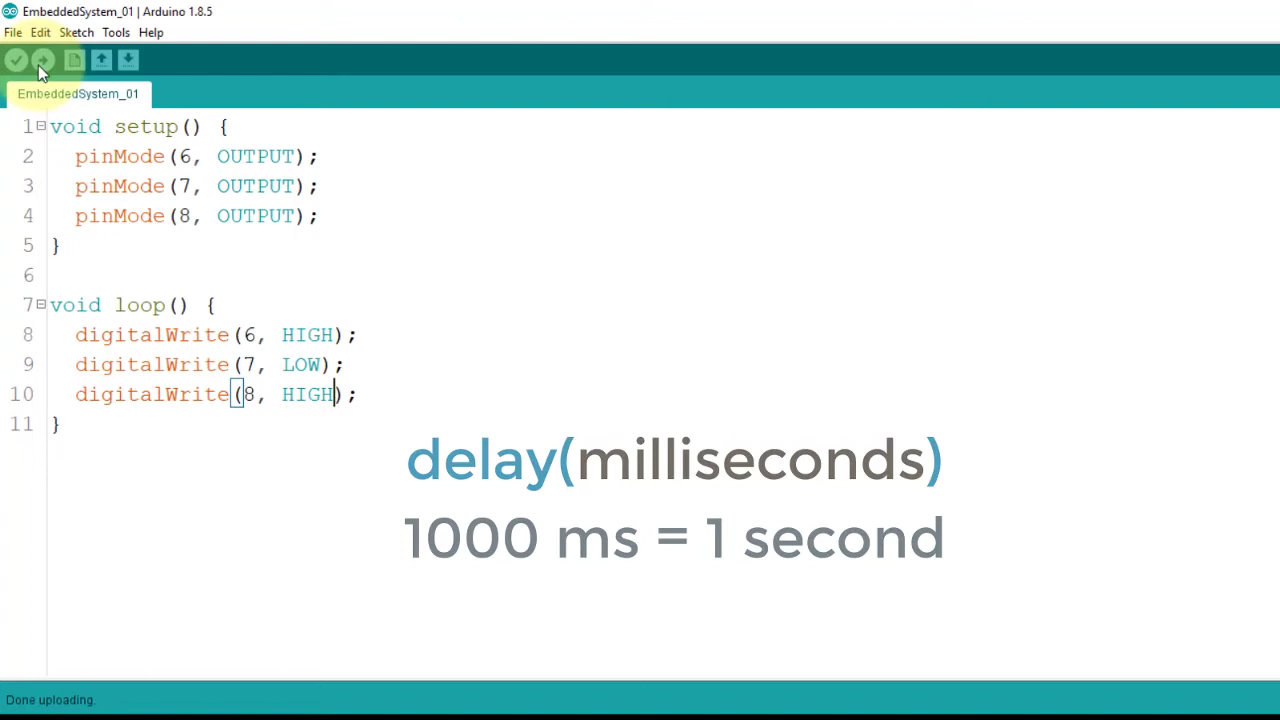 EmbeddedSystem_01 | Arduino 1.8.5
File Edit Sketch Tools Help
EmbeddedSystem_01
1 void setup() {
2 pinMode(6, OUTPUT);
3 pinMode(7, OUTPUT);
4 pinMode(8, OUTPUT);
5 }
6
7 void loop() {
8 digitalWrite(6, HIGH);
9 digitalWrite(7, LOW);
10 digitalWrite(8, HIGH);
11 }
delay(milliseconds)
1000 ms = 1 second
Done uploading.